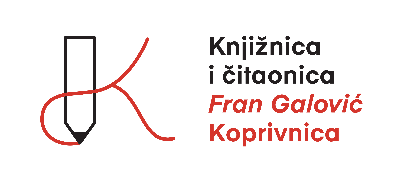 Knjižnica
i čitaonica
Fran Galović
Koprivnica